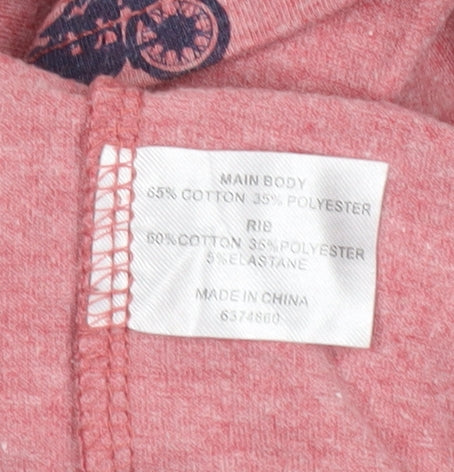 MAIN BODY
65% COTTON 35% POLYESTER
RIB
60%COTTON 35%POLYESTER
5%ELASTANE
MADE IN CHINA
6374860